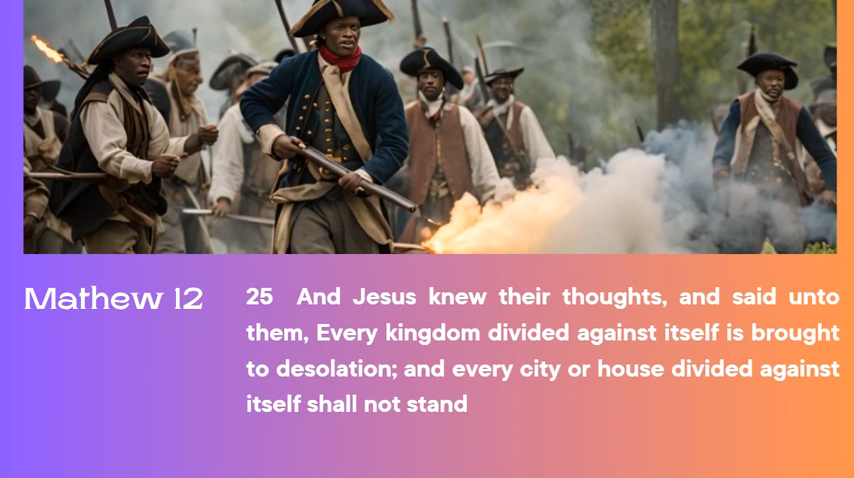 Mathew 12
25 And Jesus knew their thoughts, and said unto
them, Every kingdom divided against itself is brought
to desolation; and every city or house divided against
itself shall not stand